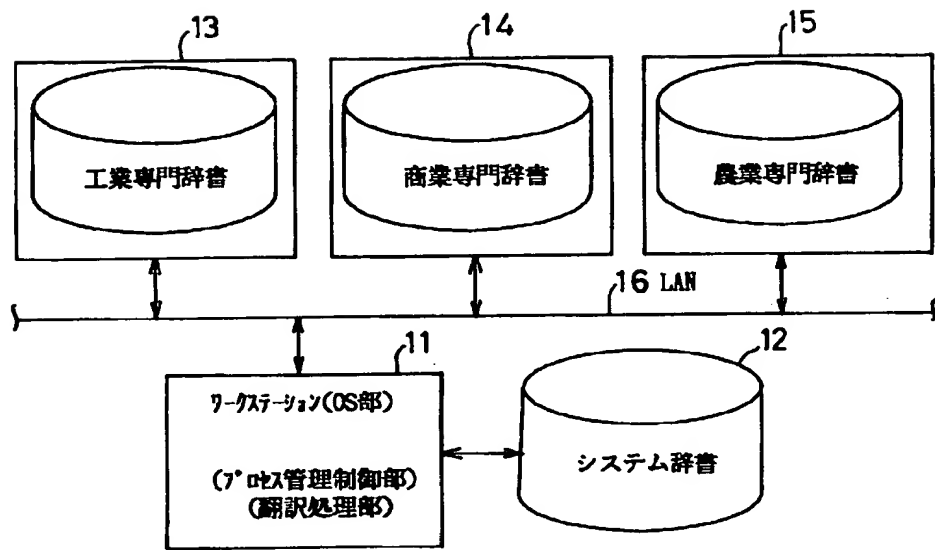 13
14
15
工業専門辞書
商業専門辞書
農業専門辞書
16 LAN
11
12
ワークステーション(OS部)
(プロセス管理制御部)
(翻訳処理部)
システム辞書